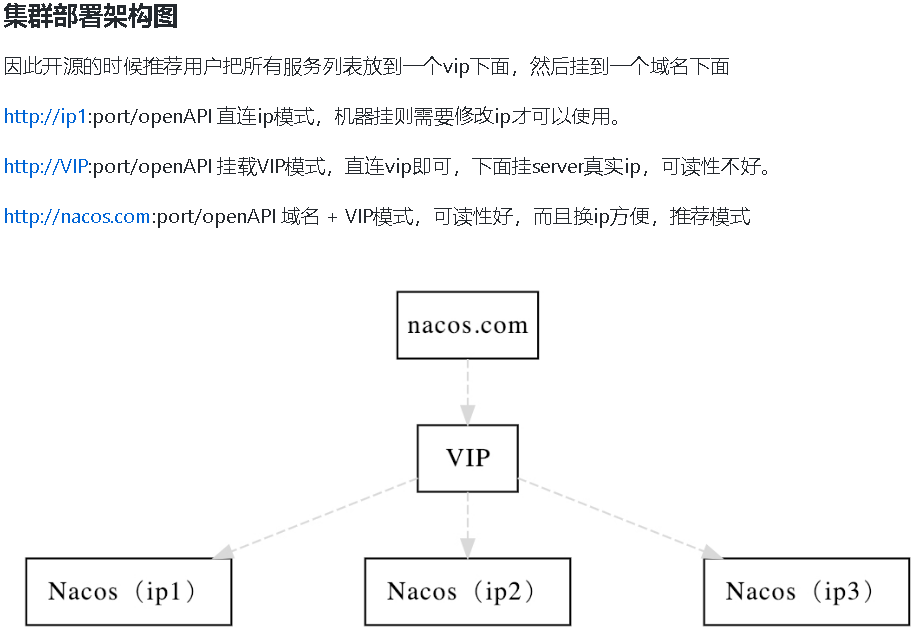 集群部署架构图
因此开源的时候推荐用户把所有服务列表放到一个vip下面，然后挂到一个域名下面
http://ip1:port/openAPI 直连ip模式，机器挂则需要修改ip才可以使用。
http://VIP:port/openAPI 挂载VIP模式，直连vip即可，下面挂server真实ip，可读性不好。
http://nacos.com:port/openAPI 域名 + VIP模式，可读性好，而且换ip方便，推荐模式
nacos.com
VIP
Nacos（ip1）
Nacos（ip2）
Nacos（ip3）